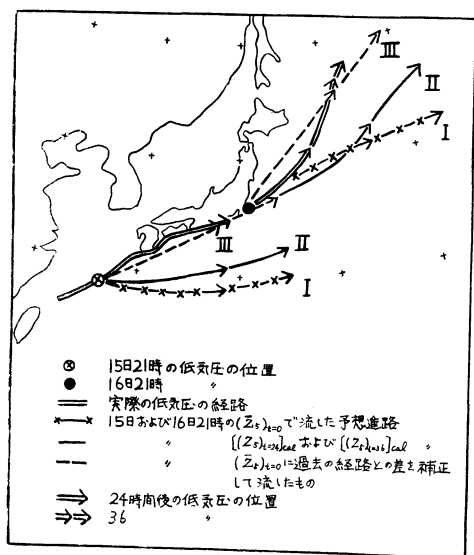 III
II
I
III
II
I
15日21時の低気圧の位置
16日21時 〃
実際の低気圧の経路
15日および16日21時の(Z̄₅)t=0で流した予想進路
〃 [(Z₅)t=24]cal および[(Z₅)t=36]cal 〃
〃 (Z̄₅)t=0に過去の経路との差を補正
して流したもの
24時間後の低気圧の位置
36 〃